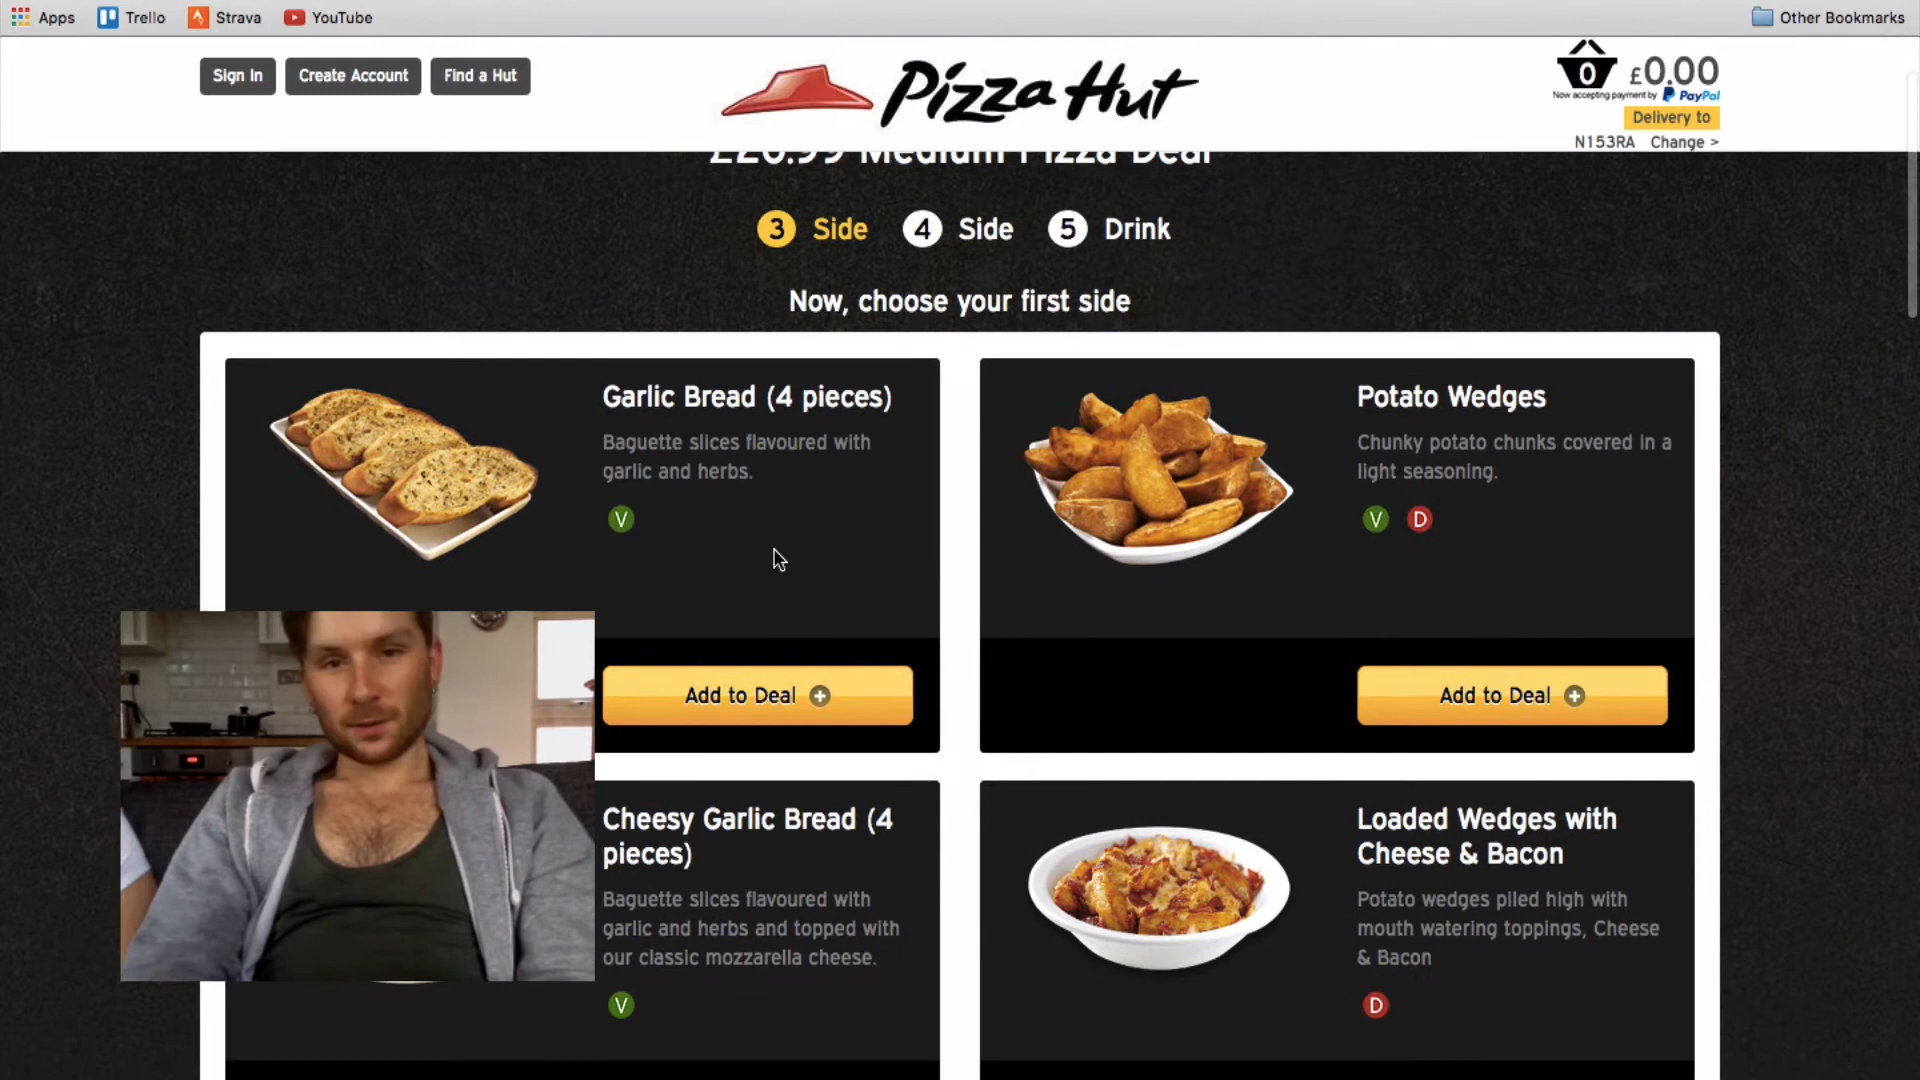 Apps Trello Strava YouTube Other Bookmarks
Sign In Create Account Find a Hut
Pizza Hut
0 £0.00
Now accepting payment by PayPal
Delivery to
N153RA Change >
Medium Pizza Deal
3 Side 4 Side 5 Drink
Now, choose your first side
Garlic Bread (4 pieces)
Baguette slices flavoured with
garlic and herbs.
V
Add to Deal +
Potato Wedges
Chunky potato chunks covered in a
light seasoning.
V D
Add to Deal +
Cheesy Garlic Bread (4
pieces)
Baguette slices flavoured with
garlic and herbs and topped with
our classic mozzarella cheese.
V
Loaded Wedges with
Cheese & Bacon
Potato wedges piled high with
mouth watering toppings, Cheese
& Bacon
D